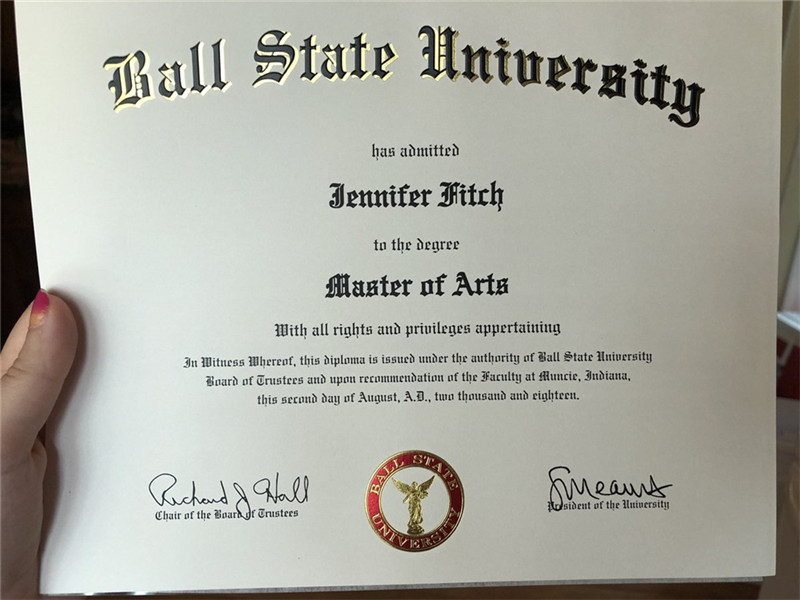 Ball State University
has admitted
Jennifer Fitch
to the degree
Master of Arts
With all rights and privileges appertaining
In Witness Whereof, this diploma is issued under the authority of Ball State University
Board of Trustees and upon recommendation of the Faculty at Muncie, Indiana,
this second day of August, A.D., two thousand and eighteen.
Richard J Hall
Chair of the Board of Trustees
BALL STATE
UNIVERSITY
President of the University